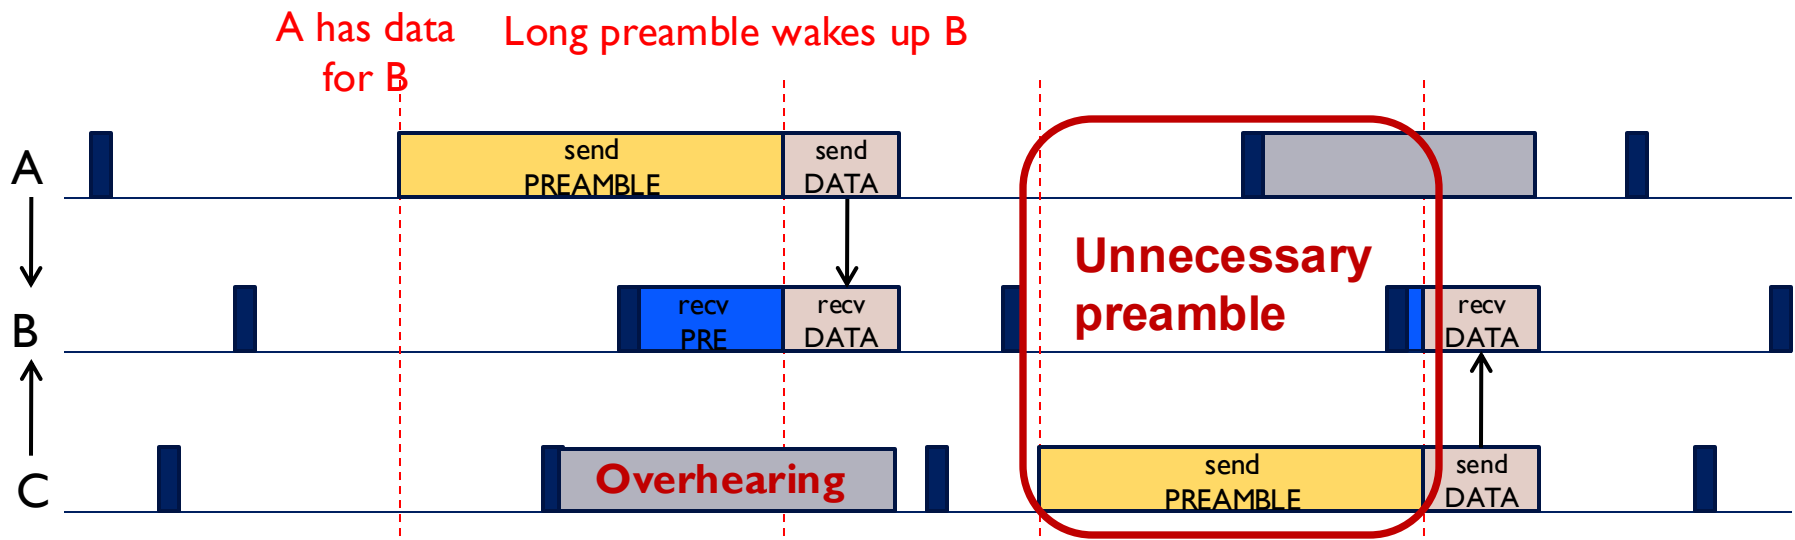 A has data
for B
Long preamble wakes up B
A
send
PREAMBLE
send
DATA
Unnecessary
preamble
B
recv
PRE
recv
DATA
recv
DATA
C
Overhearing
send
PREAMBLE
send
DATA